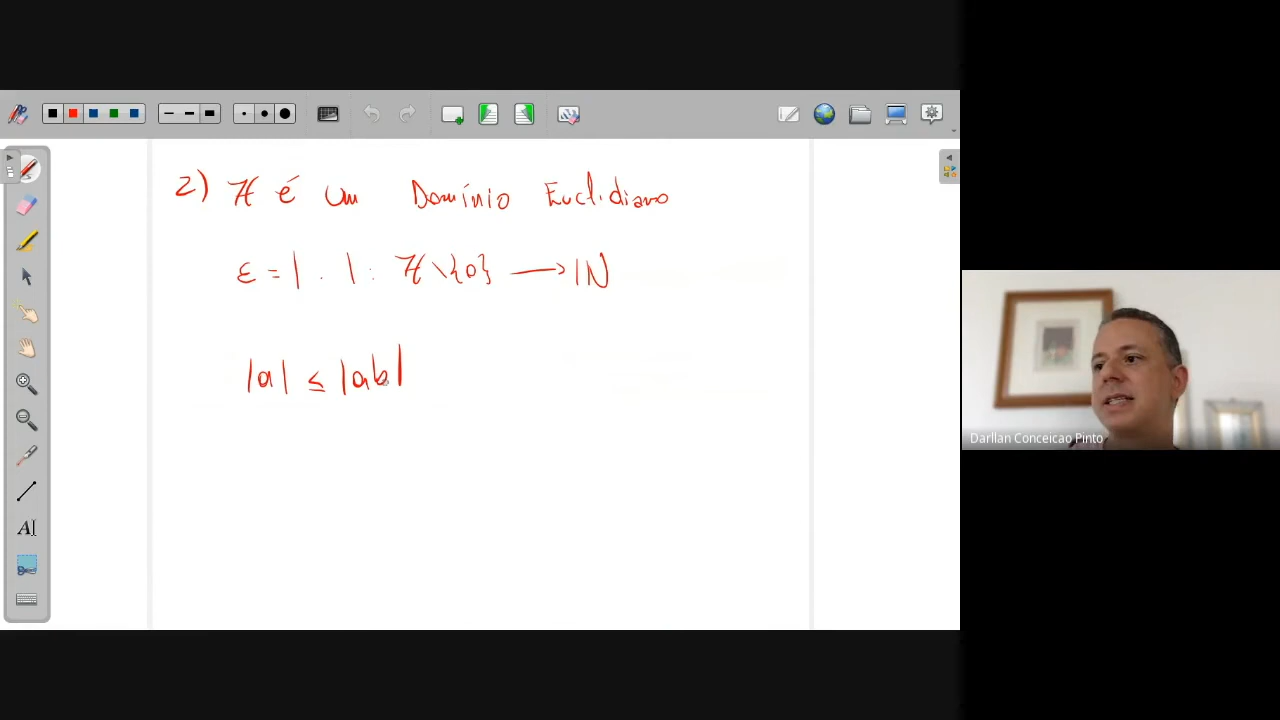 2) ℤ é um Domínio Euclidiano
ε = | . | : ℤ \ {0} ⟶ ℕ
|a| ≤ |ab|
Darllan Conceicao Pinto